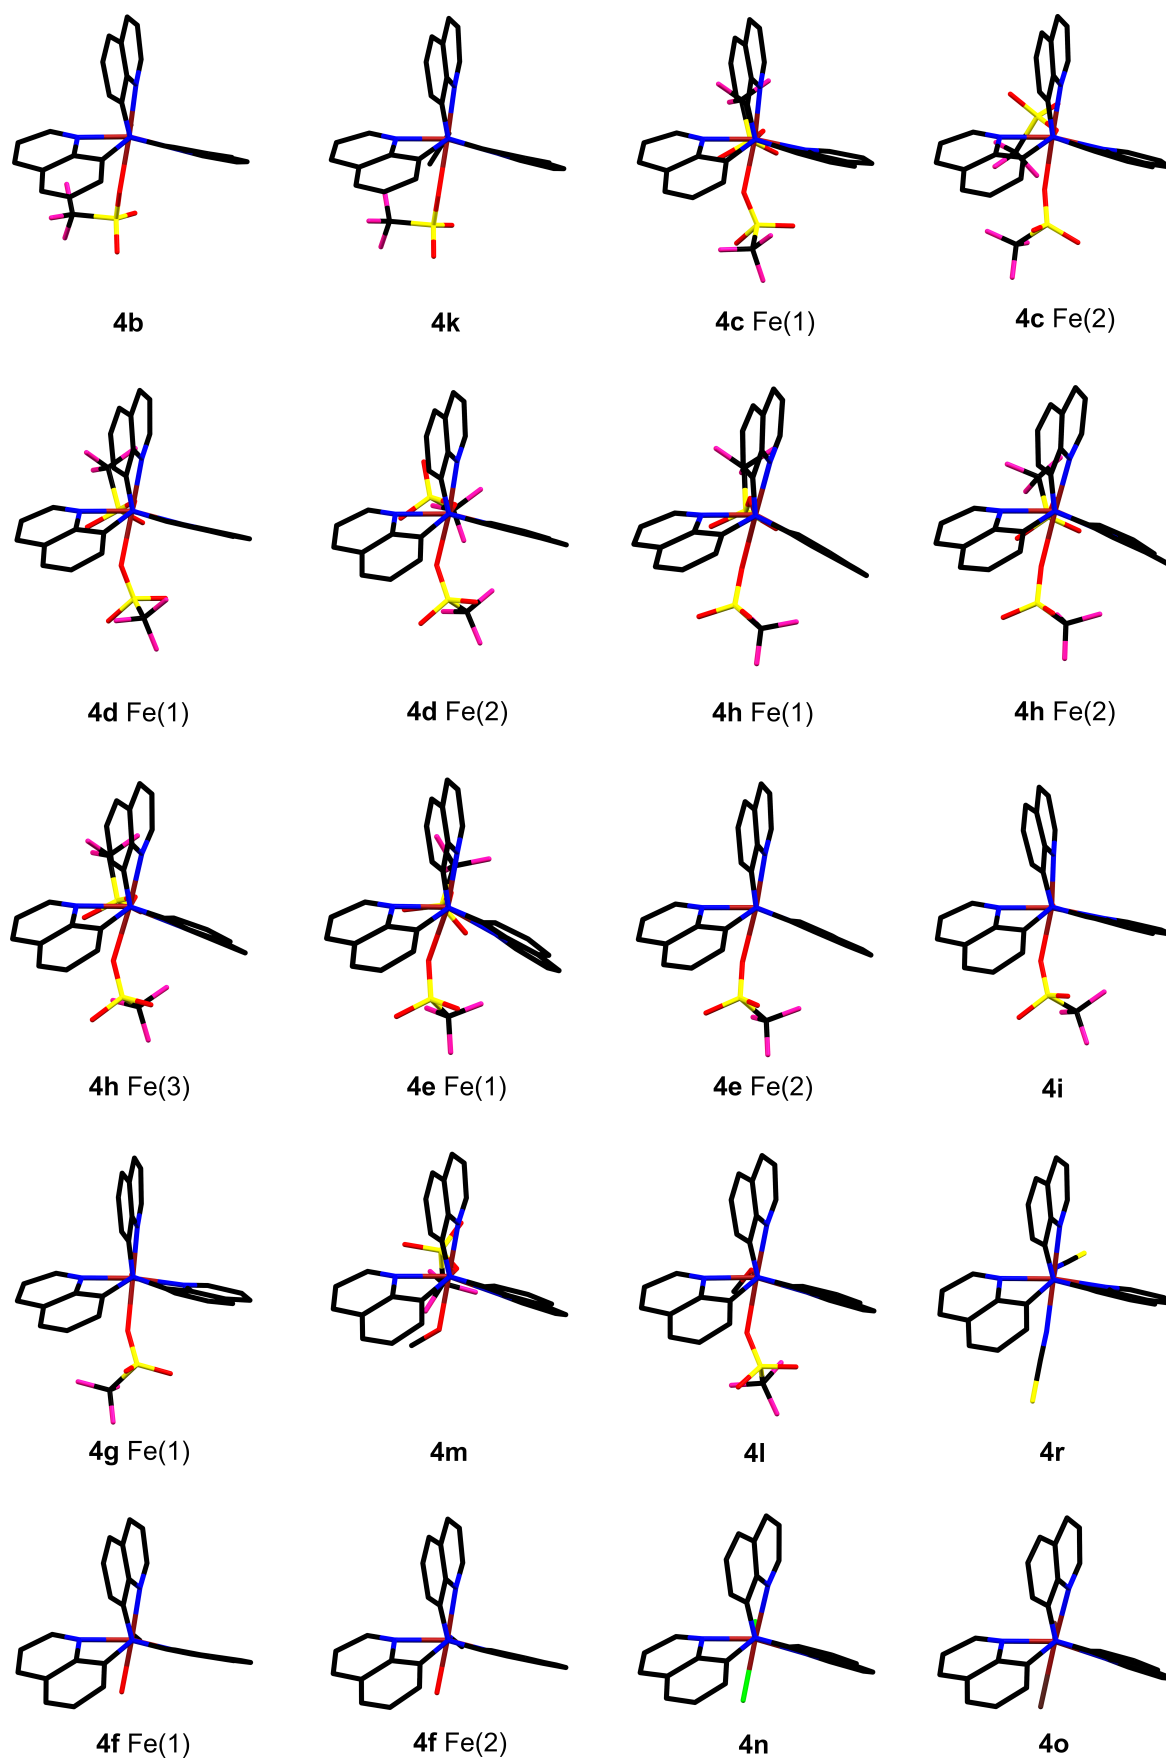 4b 4k 4c Fe(1) 4c Fe(2)
4d Fe(1) 4d Fe(2) 4h Fe(1) 4h Fe(2)
4h Fe(3) 4e Fe(1) 4e Fe(2) 4i
4g Fe(1) 4m 4l 4r
4f Fe(1) 4f Fe(2) 4n 4o